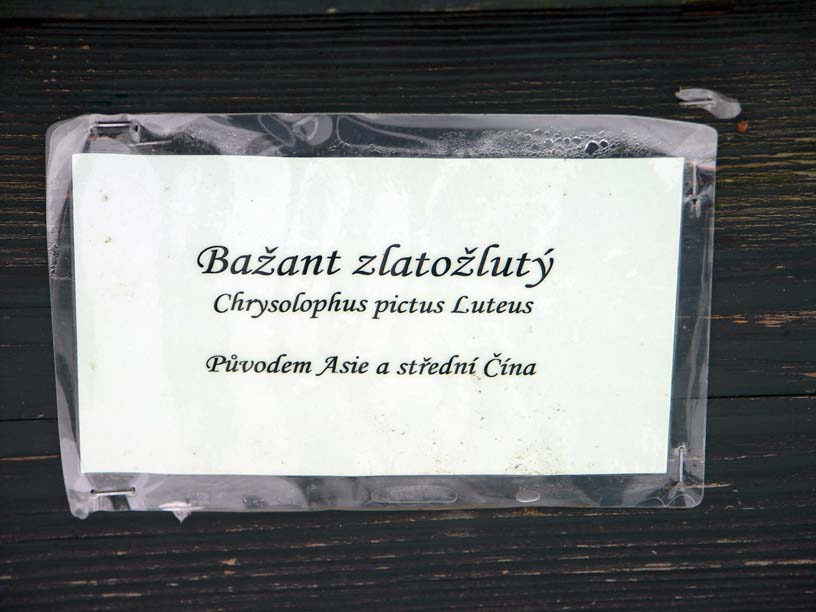 Bažant zlatožlutý
Chrysolophus pictus Luteus
Původem Asie a střední Čína